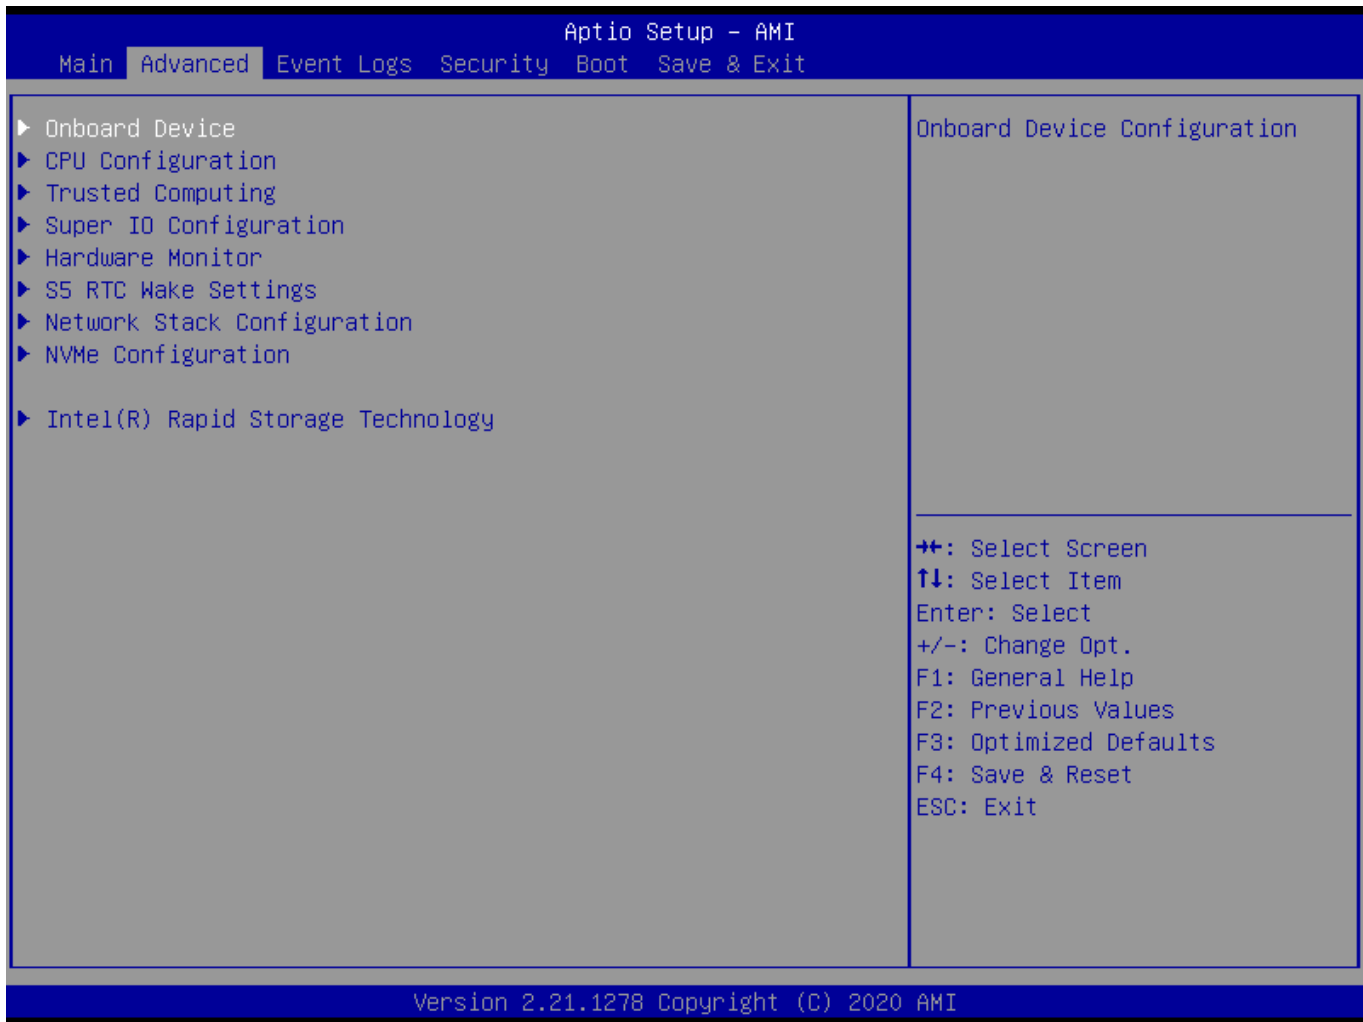 Aptio Setup – AMI
Main Advanced Event Logs Security Boot Save & Exit
▶ Onboard Device
▶ CPU Configuration
▶ Trusted Computing
▶ Super IO Configuration
▶ Hardware Monitor
▶ S5 RTC Wake Settings
▶ Network Stack Configuration
▶ NVMe Configuration
▶ Intel(R) Rapid Storage Technology
Onboard Device Configuration
→←: Select Screen
↑↓: Select Item
Enter: Select
+/-: Change Opt.
F1: General Help
F2: Previous Values
F3: Optimized Defaults
F4: Save & Reset
ESC: Exit
Version 2.21.1278 Copyright (C) 2020 AMI